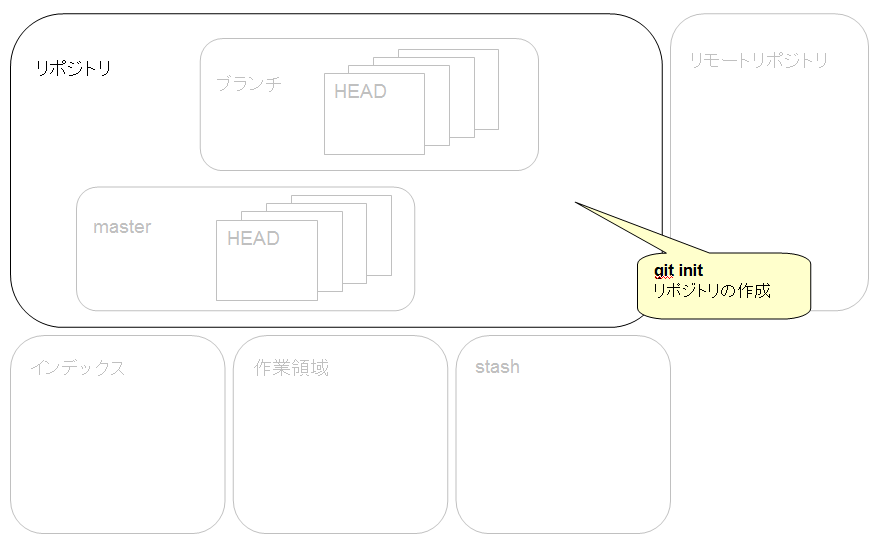 リポジトリ
ブランチ
HEAD
リモートリポジトリ
master
HEAD
git init
リポジトリの作成
インデックス
作業領域
stash